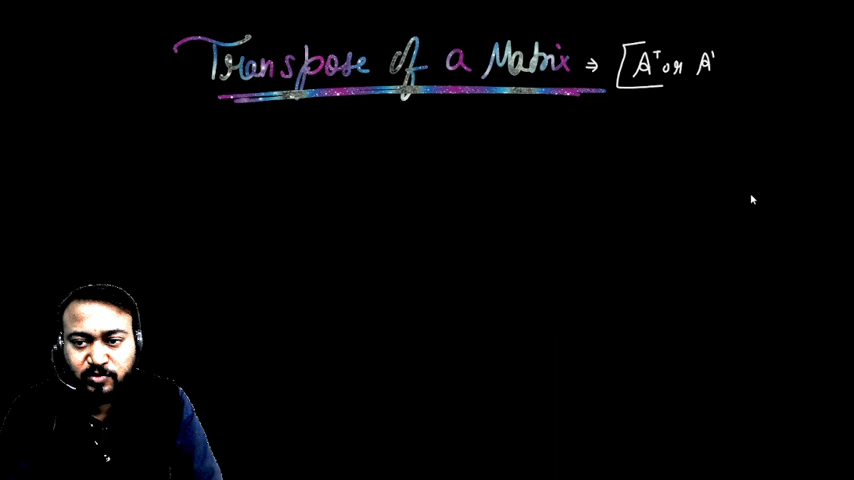 Transpose of a Matrix ⇒ [Aᵀ or A'